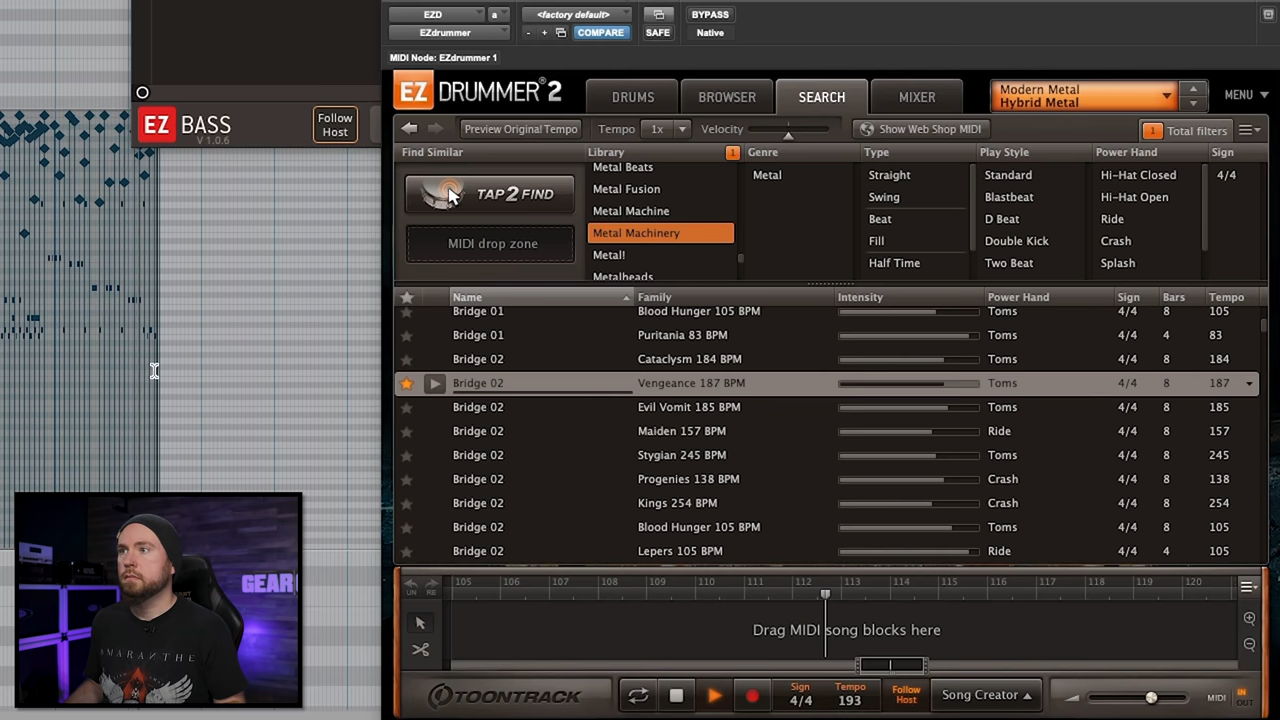 EZD
a
<factory default>
BYPASS
EZdrummer
- +
COMPARE
SAFE
Native
MIDI Node: EZdrummer 1
EZ BASS
V 1.0.6
Follow
Host
EZ DRUMMER® 2
DRUMS
BROWSER
SEARCH
MIXER
Modern Metal
Hybrid Metal
MENU
Preview Original Tempo
Tempo
1x
Velocity
Show Web Shop MIDI
1 Total filters
Find Similar
Library
1
Genre
Type
Play Style
Power Hand
Sign
TAP2FIND
MIDI drop zone
Metal Beats
Metal Fusion
Metal Machine
Metal Machinery
Metal!
Metalheads
Metal
Straight
Swing
Beat
Fill
Half Time
Standard
Blastbeat
D Beat
Double Kick
Two Beat
Hi-Hat Closed
Hi-Hat Open
Ride
Crash
Splash
4/4
Name Family Intensity Power Hand Sign Bars Tempo
Bridge 01 Blood Hunger 105 BPM Toms 4/4 8 105
Bridge 01 Puritania 83 BPM Toms 4/4 4 83
Bridge 02 Cataclysm 184 BPM Toms 4/4 8 184
Bridge 02 Vengeance 187 BPM Toms 4/4 8 187
Bridge 02 Evil Vomit 185 BPM Toms 4/4 8 185
Bridge 02 Maiden 157 BPM Ride 4/4 8 157
Bridge 02 Stygian 245 BPM Toms 4/4 8 245
Bridge 02 Progenies 138 BPM Crash 4/4 8 138
Bridge 02 Kings 254 BPM Crash 4/4 8 254
Bridge 02 Blood Hunger 105 BPM Toms 4/4 8 105
Bridge 02 Lepers 105 BPM Ride 4/4 4 105
UN RE
105 106 107 108 109 110 111 112 113 114 115 116 117 118 119 120
Drag MIDI song blocks here
TOONTRACK
Sign
4/4
Tempo
193
Follow
Host
Song Creator
MIDI
IN
OUT
GEAR
AMARANTHE